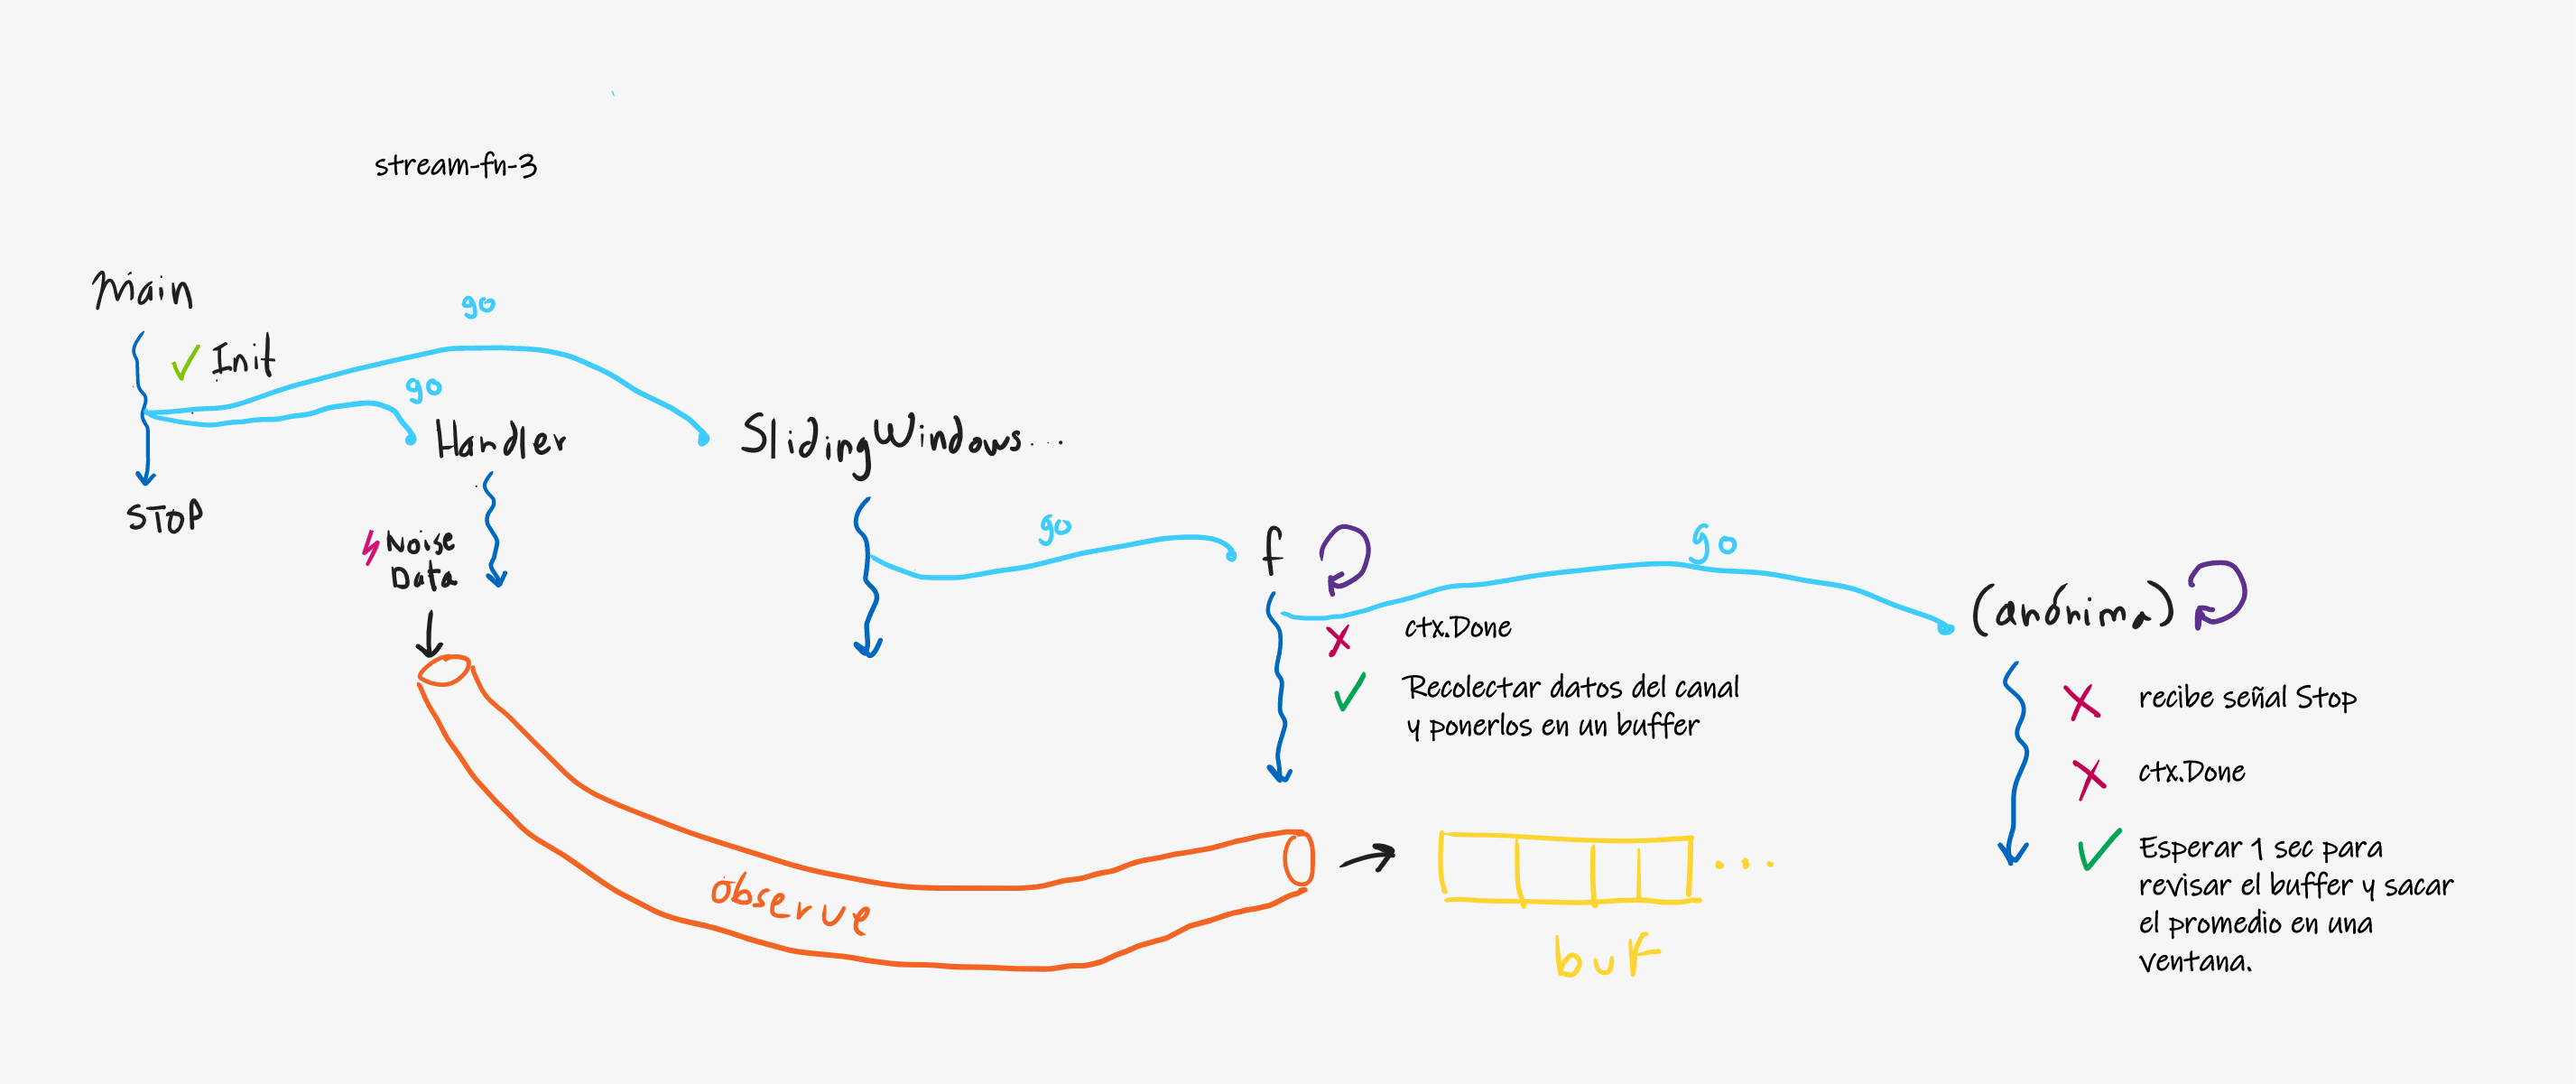 stream-fn-3
Main
go
Init
go
Handler
SlidingWindows...
STOP
Noise
Data
go
f
go
(anónima)
ctx.Done
Recolectar datos del canal
y ponerlos en un buffer
recibe señal Stop
ctx.Done
Esperar 1 sec para
revisar el buffer y sacar
el promedio en una
ventana.
observe
...
buf